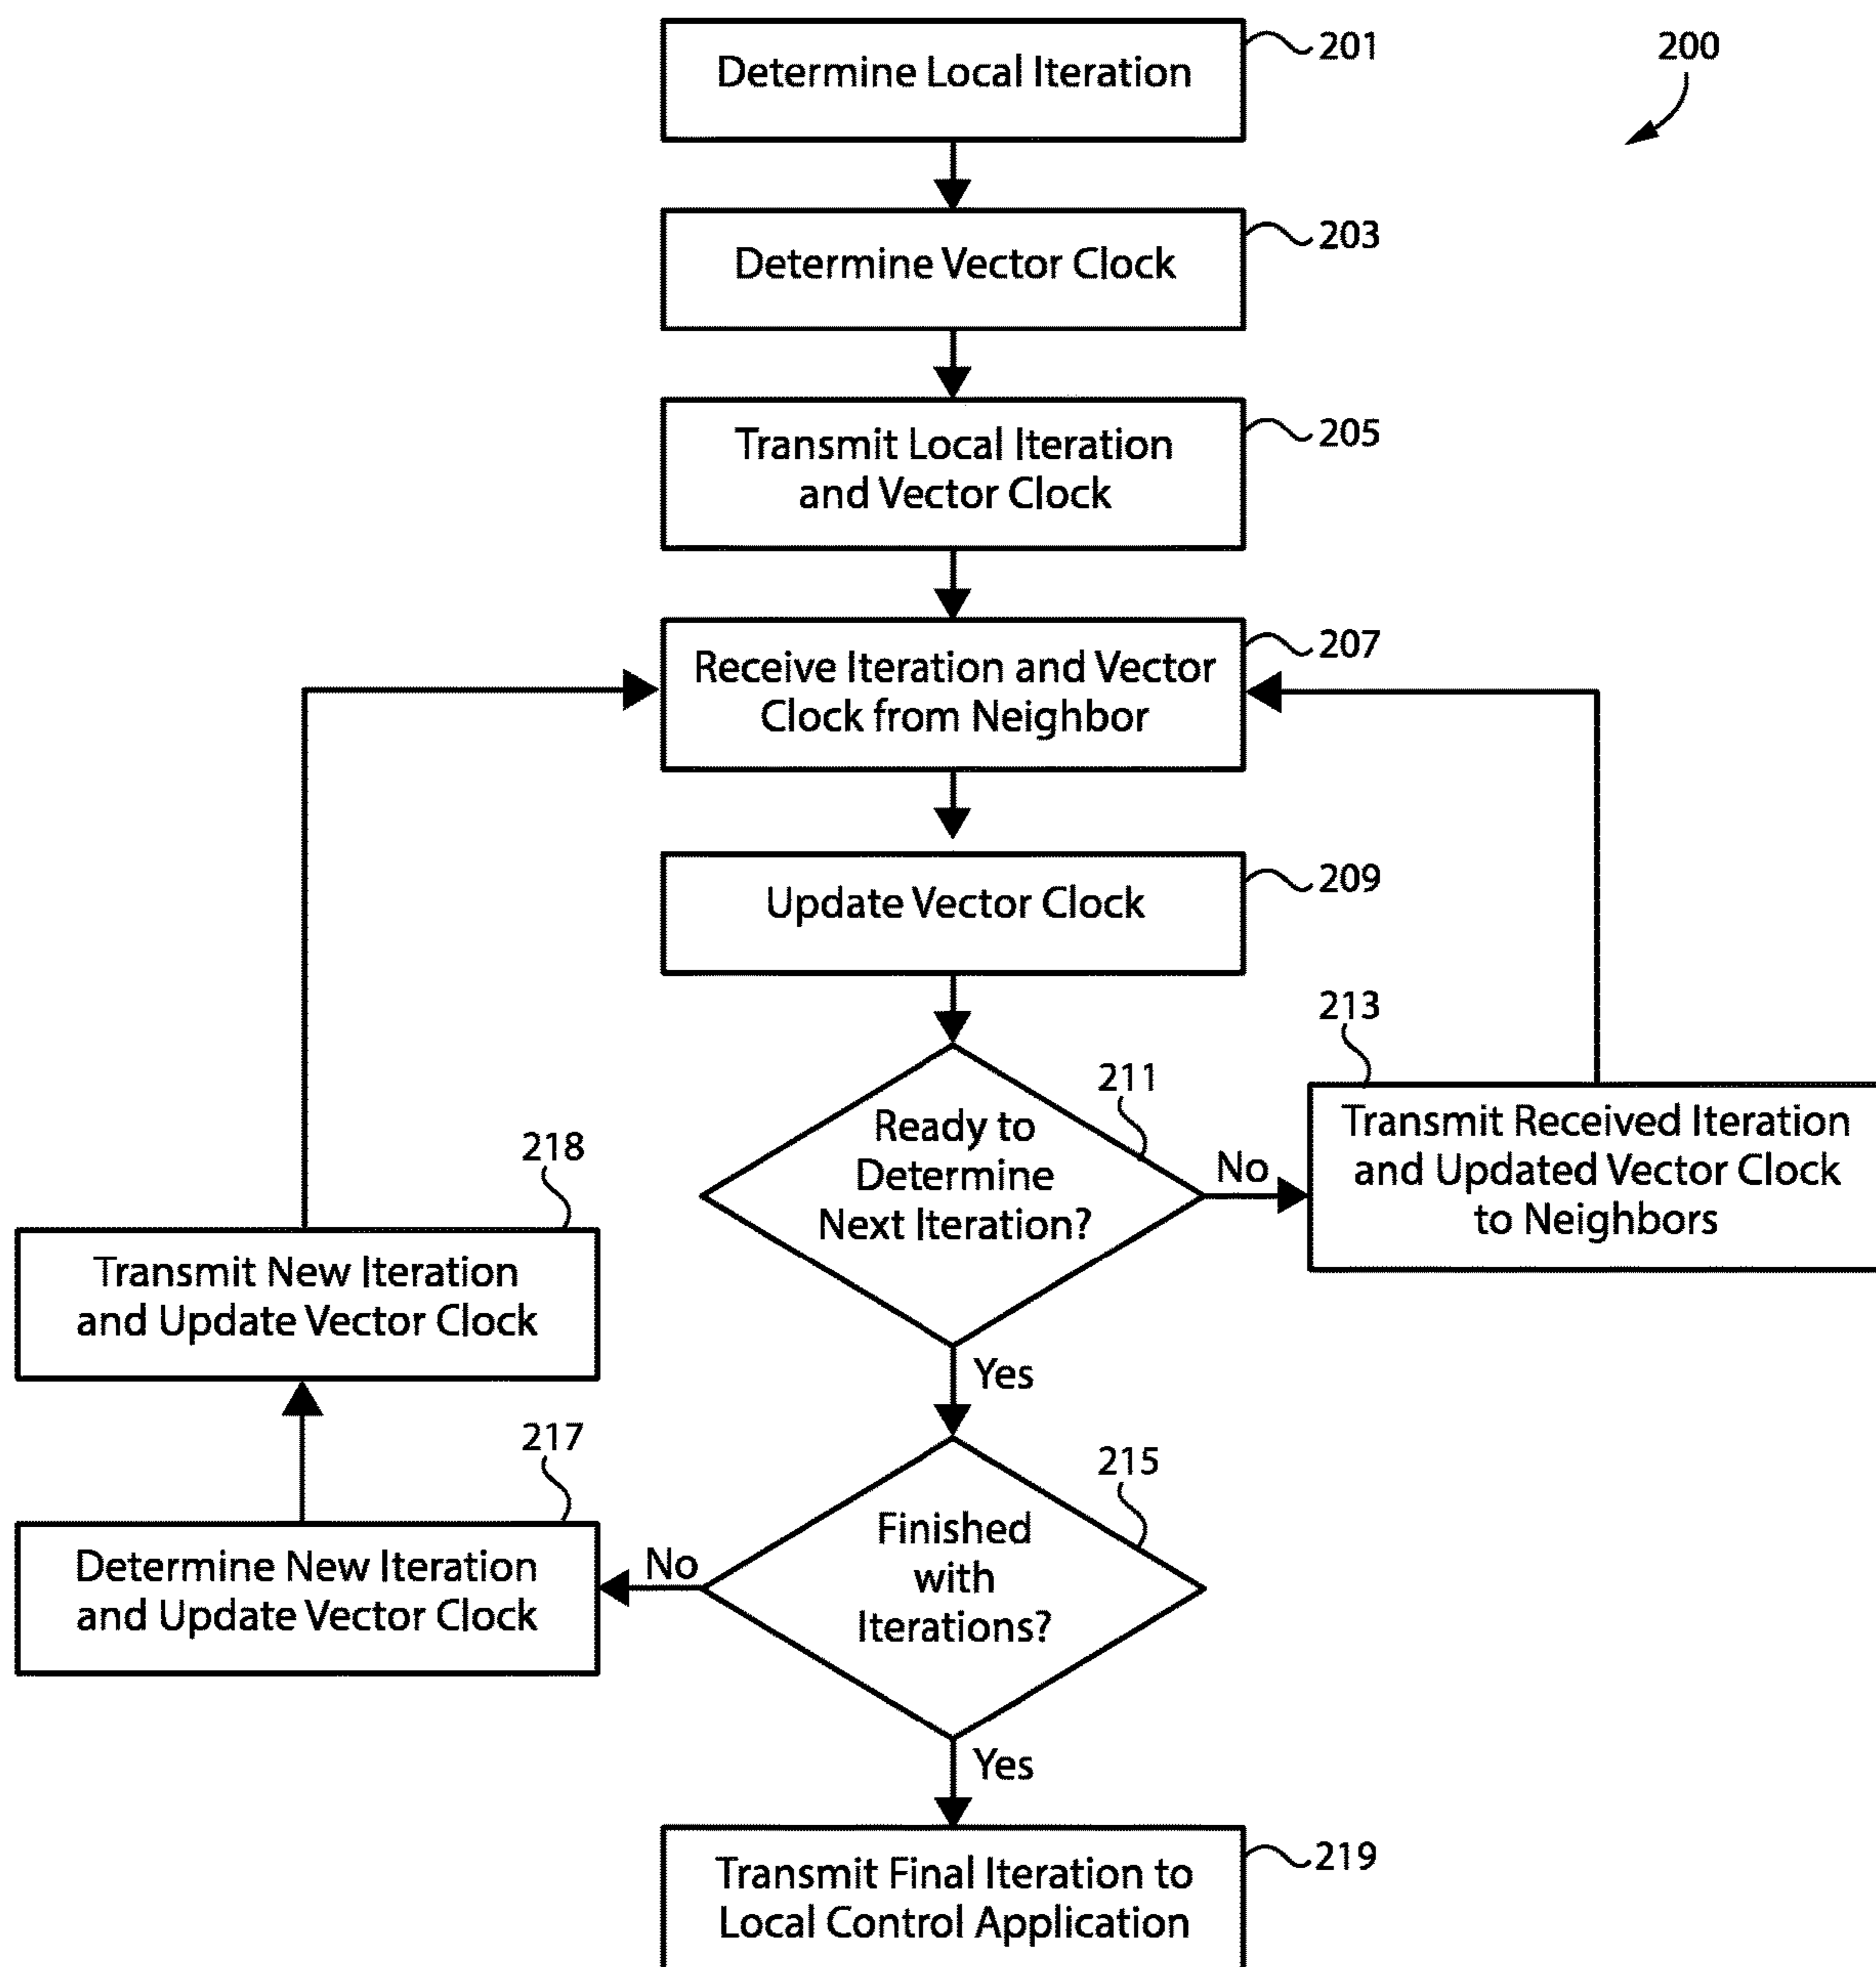 Determine Local Iteration
201
200
Determine Vector Clock
203
Transmit Local Iteration
and Vector Clock
205
Receive Iteration and Vector
Clock from Neighbor
207
Update Vector Clock
209
Ready to
Determine
Next Iteration?
211
No
213
Transmit Received Iteration
and Updated Vector Clock
to Neighbors
Yes
218
Transmit New Iteration
and Update Vector Clock
217
Determine New Iteration
and Update Vector Clock
No
Finished
with
Iterations?
215
Yes
Transmit Final Iteration to
Local Control Application
219